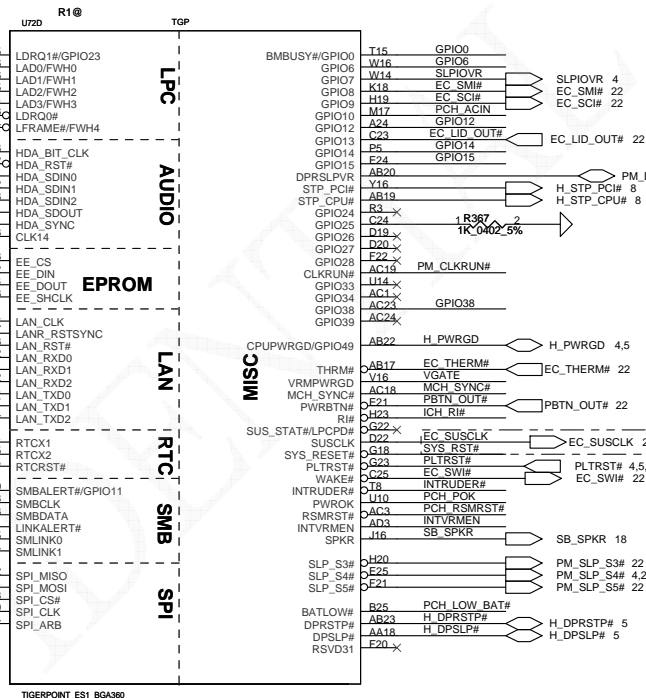 R1@
U72D TGP
LPC
LDRQ1#/GPIO23
LAD0/FWH0
LAD1/FWH1
LAD2/FWH2
LAD3/FWH3
LDRQ0#
LFRAME#/FWH4
AUDIO
HDA_BIT_CLK
HDA_RST#
HDA_SDIN0
HDA_SDIN1
HDA_SDIN2
HDA_SDOUT
HDA_SYNC
CLK14
EPROM
EE_CS
EE_DIN
EE_DOUT
EE_SHCLK
LAN
LAN_CLK
LANR_RSTSYNC
LAN_RST#
LAN_RXD0
LAN_RXD1
LAN_RXD2
LAN_TXD0
LAN_TXD1
LAN_TXD2
RTC
RTCX1
RTCX2
RTCRST#
SMB
SMBALERT#/GPIO11
SMBCLK
SMBDATA
LINKALERT#
SMLINK0
SMLINK1
SPI
SPI_MISO
SPI_MOSI
SPI_CS#
SPI_CLK
SPI_ARB
MISC
BMBUSY#/GPIO0 T15 GPIO0
GPIO6 W16 GPIO6
GPIO7 W14 SLPIOVR SLPIOVR 4
GPIO8 K18 EC_SMI# EC_SMI# 22
GPIO9 H19 EC_SCI# EC_SCI# 22
GPIO10 M17 PCH_ACIN
GPIO12 A24 GPIO12
GPIO13 C23 EC_LID_OUT# EC_LID_OUT# 22
GPIO14 P5 GPIO14
GPIO15 E24 GPIO15
DPRSLPVR AB20
STP_PCI# Y16 H_STP_PCI# 8
STP_CPU# AB19 H_STP_CPU# 8
GPIO24 R3
GPIO25 C24 1 R367 2
1K_0402_5%
GPIO26 D19
GPIO27 D20
GPIO28 F22
CLKRUN# AC19 PM_CLKRUN#
GPIO33 U14
GPIO34 AC1
GPIO38 AC23 GPIO38
GPIO39 AC24
CPUPWRGD/GPIO49 AB22 H_PWRGD H_PWRGD 4,5
THRM# AB17 EC_THERM# EC_THERM# 22
VRMPWRGD V16 VGATE
MCH_SYNC# AC18 MCH_SYNC#
PWRBTN# E21 PBTN_OUT# PBTN_OUT# 22
RI# H23 ICH_RI#
SUS_STAT#/LPCPD# G22
SUSCLK D22 EC_SUSCLK EC_SUSCLK
SYS_RESET# G18 SYS_RST#
PLTRST# G23 PLTRST# PLTRST# 4,5,
WAKE# C25 EC_SWI# EC_SWI# 22
INTRUDER# T8 INTRUDER#
PWROK U10 PCH_POK
RSMRST# AC3 PCH_RSMRST#
INTVRMEN AD3 INTVRMEN
SPKR J16 SB_SPKR SB_SPKR 18
SLP_S3# H20 PM_SLP_S3# 22
SLP_S4# E25 PM_SLP_S4# 4,2
SLP_S5# F21 PM_SLP_S5# 22
BATLOW# B25 PCH_LOW_BAT#
DPRSTP# AB23 H_DPRSTP# H_DPRSTP# 5
DPSLP# AA18 H_DPSLP# H_DPSLP# 5
RSVD31 F20
TIGERPOINT_ES1_BGA360